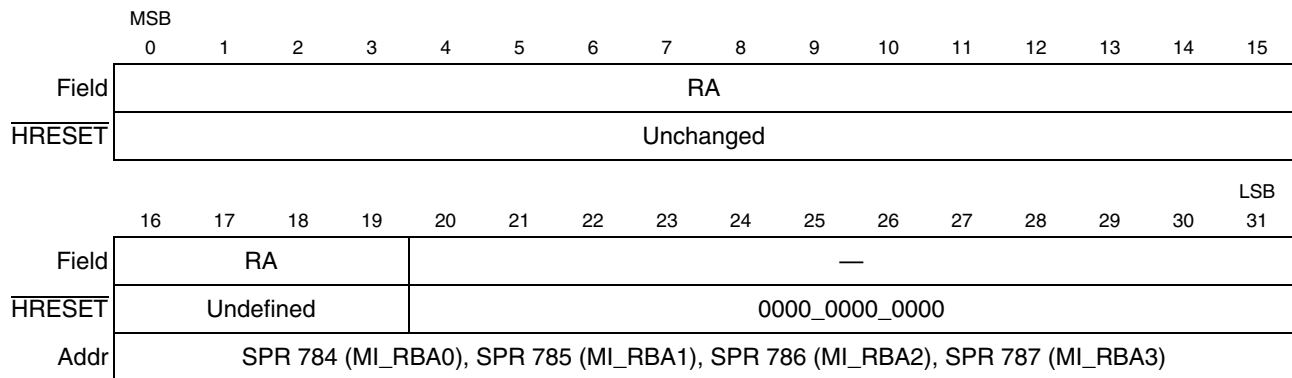 MSB
0 1 2 3 4 5 6 7 8 9 10 11 12 13 14 15
Field RA
HRESET Unchanged
LSB
16 17 18 19 20 21 22 23 24 25 26 27 28 29 30 31
Field RA —
HRESET Undefined 0000_0000_0000
Addr SPR 784 (MI_RBA0), SPR 785 (MI_RBA1), SPR 786 (MI_RBA2), SPR 787 (MI_RBA3)